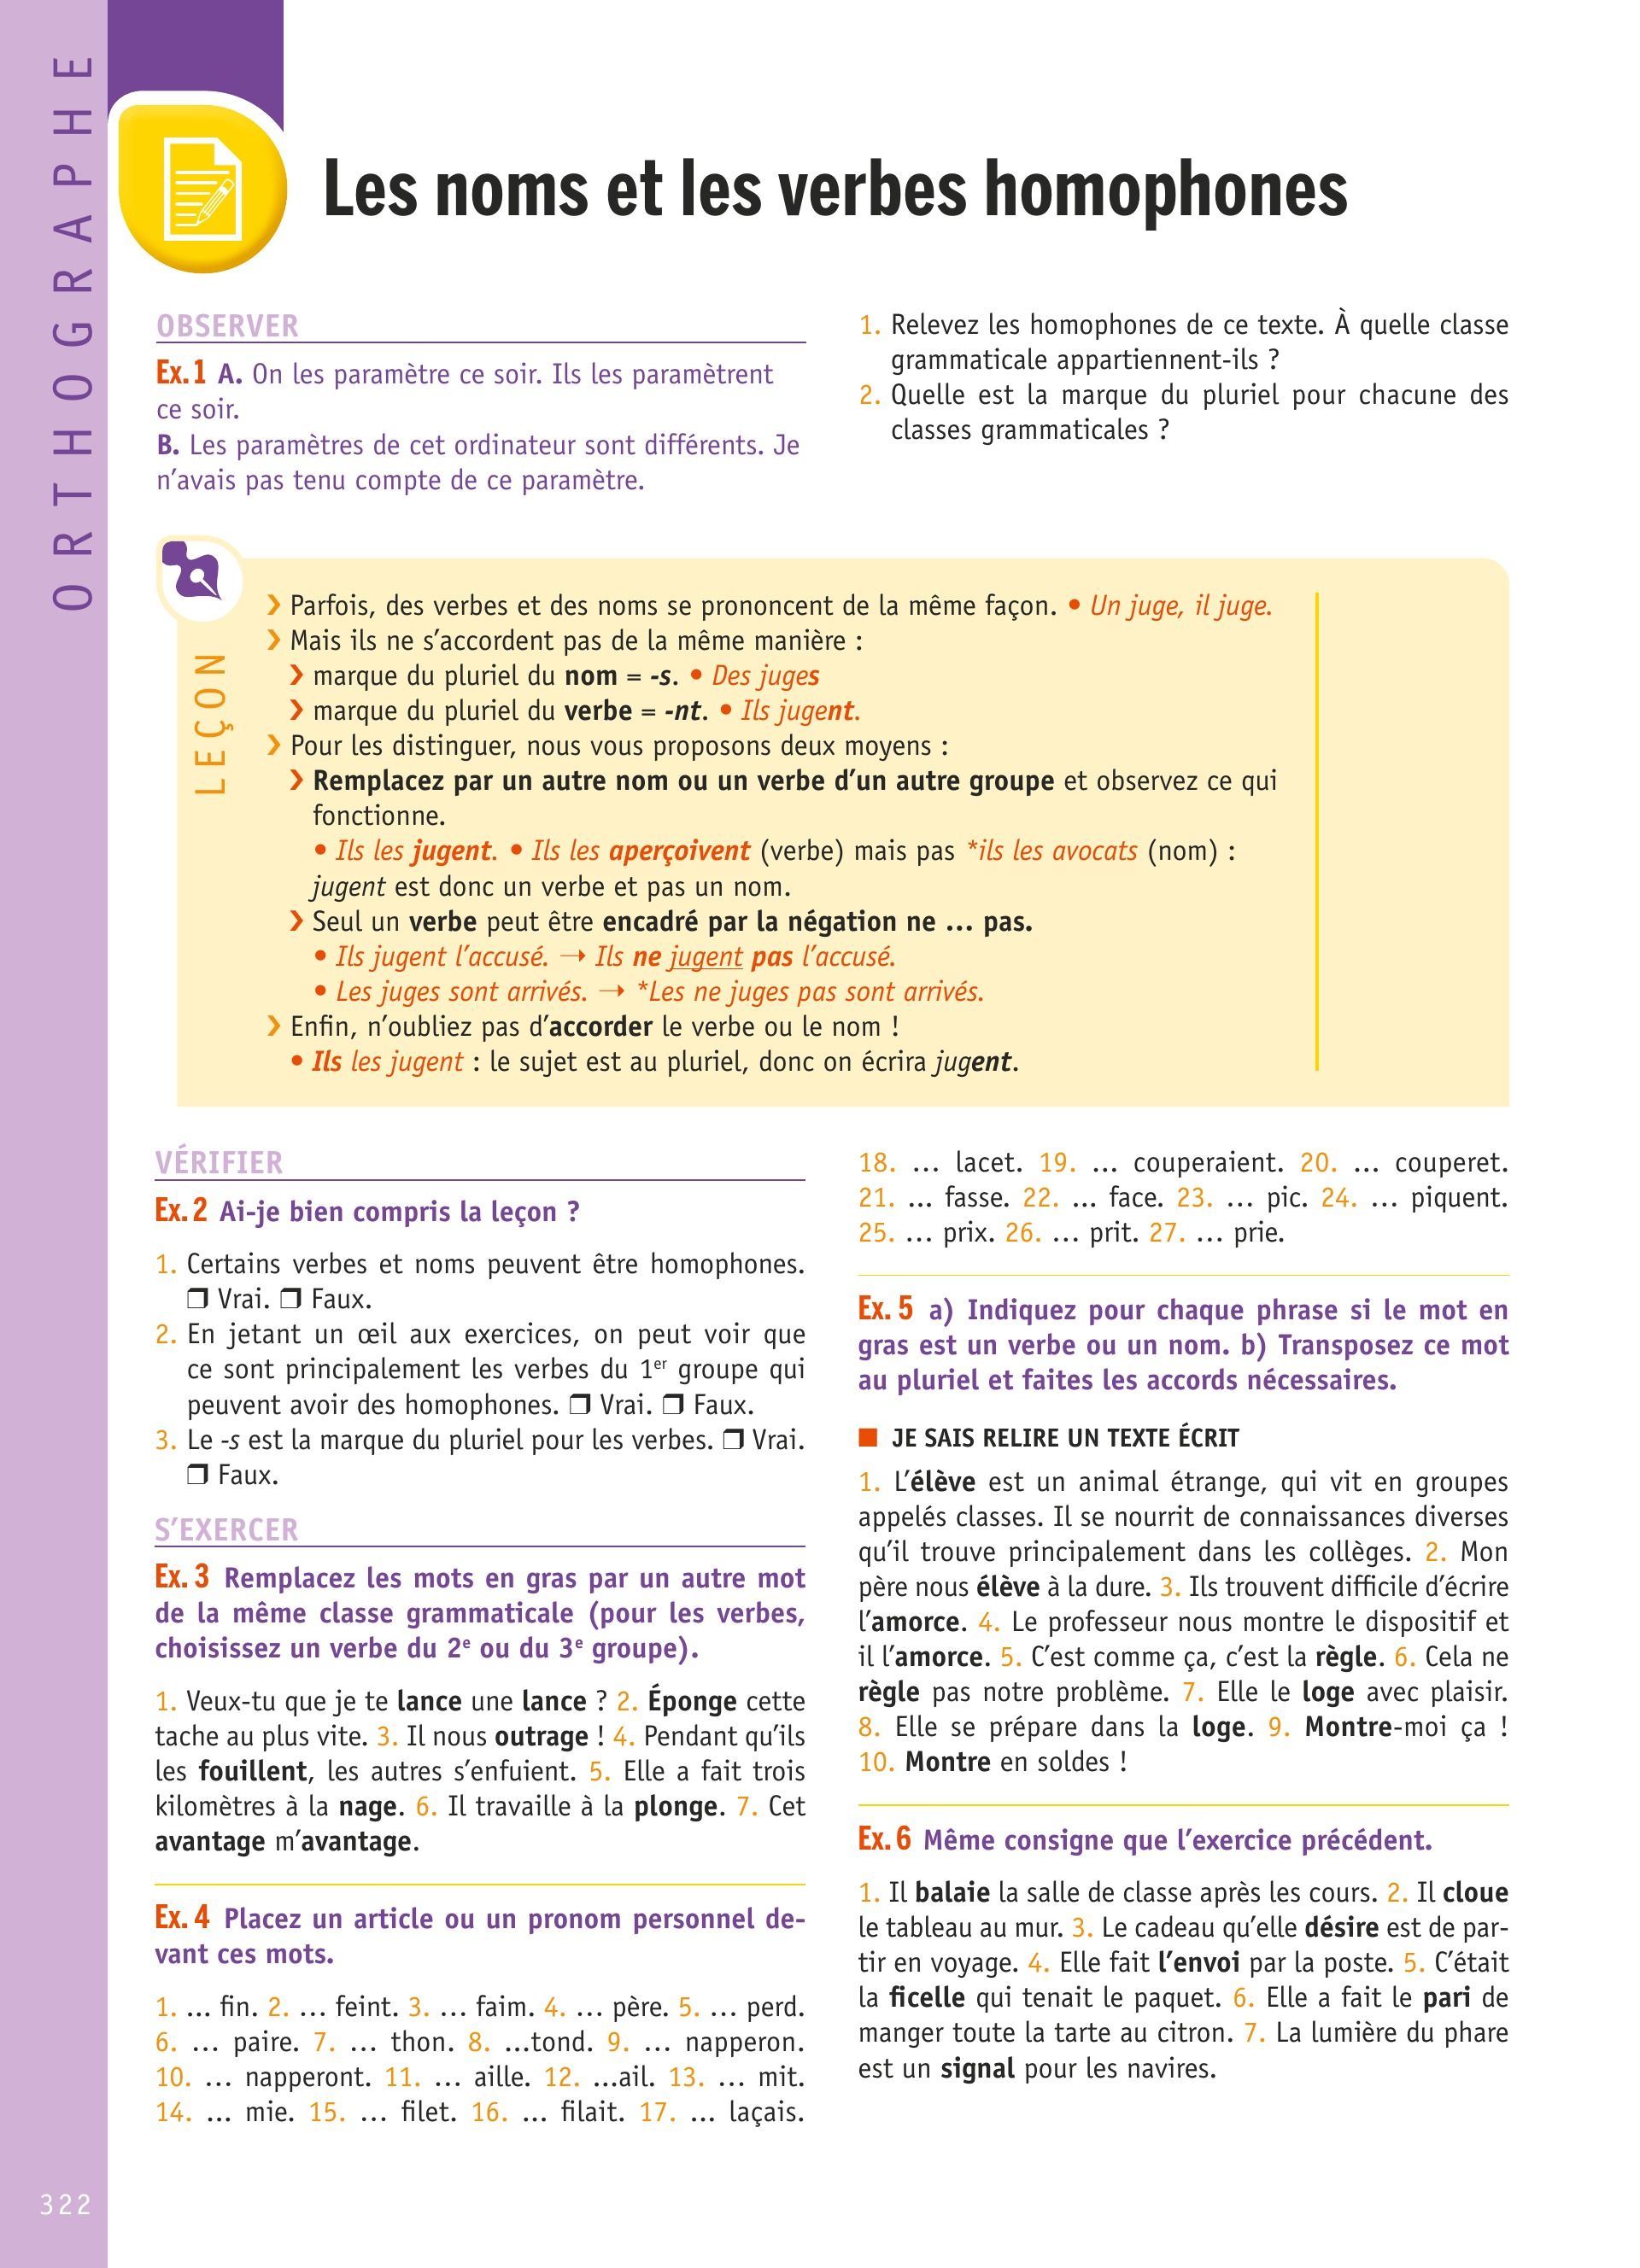 ORTHOGRAPHE
Les noms et les verbes homophones
OBSERVER
Ex. 1 A. On les paramètre ce soir. Ils les paramètrent
ce soir.
B. Les paramètres de cet ordinateur sont différents. Je
n’avais pas tenu compte de ce paramètre.
1. Relevez les homophones de ce texte. À quelle classe
grammaticale appartiennent-ils ?
2. Quelle est la marque du pluriel pour chacune des
classes grammaticales ?
LEÇON
❯ Parfois, des verbes et des noms se prononcent de la même façon. • Un juge, il juge.
❯ Mais ils ne s’accordent pas de la même manière :
❯ marque du pluriel du nom = -s. • Des juges
❯ marque du pluriel du verbe = -nt. • Ils jugent.
❯ Pour les distinguer, nous vous proposons deux moyens :
❯ Remplacez par un autre nom ou un verbe d’un autre groupe et observez ce qui
fonctionne.
• Ils les jugent. • Ils les aperçoivent (verbe) mais pas *ils les avocats (nom) :
jugent est donc un verbe et pas un nom.
❯ Seul un verbe peut être encadré par la négation ne … pas.
• Ils jugent l’accusé. → Ils ne jugent pas l’accusé.
• Les juges sont arrivés. → *Les ne juges pas sont arrivés.
❯ Enfin, n’oubliez pas d’accorder le verbe ou le nom !
• Ils les jugent : le sujet est au pluriel, donc on écrira jugent.
VÉRIFIER
Ex. 2 Ai-je bien compris la leçon ?
1. Certains verbes et noms peuvent être homophones.
❒ Vrai. ❒ Faux.
2. En jetant un œil aux exercices, on peut voir que
ce sont principalement les verbes du 1er groupe qui
peuvent avoir des homophones. ❒ Vrai. ❒ Faux.
3. Le -s est la marque du pluriel pour les verbes. ❒ Vrai.
❒ Faux.
S’EXERCER
Ex. 3 Remplacez les mots en gras par un autre mot
de la même classe grammaticale (pour les verbes,
choisissez un verbe du 2e ou du 3e groupe).
1. Veux-tu que je te lance une lance ? 2. Éponge cette
tache au plus vite. 3. Il nous outrage ! 4. Pendant qu’ils
les fouillent, les autres s’enfuient. 5. Elle a fait trois
kilomètres à la nage. 6. Il travaille à la plonge. 7. Cet
avantage m’avantage.
Ex. 4 Placez un article ou un pronom personnel de-
vant ces mots.
1. … fin. 2. … feint. 3. … faim. 4. … père. 5. … perd.
6. … paire. 7. … thon. 8. …tond. 9. … napperon.
10. … napperont. 11. … aille. 12. …ail. 13. … mit.
14. … mie. 15. … filet. 16. … filait. 17. … laçais.
18. … lacet. 19. … couperaient. 20. … couperet.
21. … fasse. 22. … face. 23. … pic. 24. … piquent.
25. … prix. 26. … prit. 27. … prie.
Ex. 5 a) Indiquez pour chaque phrase si le mot en
gras est un verbe ou un nom. b) Transposez ce mot
au pluriel et faites les accords nécessaires.
■ JE SAIS RELIRE UN TEXTE ÉCRIT
1. L’élève est un animal étrange, qui vit en groupes
appelés classes. Il se nourrit de connaissances diverses
qu’il trouve principalement dans les collèges. 2. Mon
père nous élève à la dure. 3. Ils trouvent difficile d’écrire
l’amorce. 4. Le professeur nous montre le dispositif et
il l’amorce. 5. C’est comme ça, c’est la règle. 6. Cela ne
règle pas notre problème. 7. Elle le loge avec plaisir.
8. Elle se prépare dans la loge. 9. Montre-moi ça !
10. Montre en soldes !
Ex. 6 Même consigne que l’exercice précédent.
1. Il balaie la salle de classe après les cours. 2. Il cloue
le tableau au mur. 3. Le cadeau qu’elle désire est de par-
tir en voyage. 4. Elle fait l’envoi par la poste. 5. C’était
la ficelle qui tenait le paquet. 6. Elle a fait le pari de
manger toute la tarte au citron. 7. La lumière du phare
est un signal pour les navires.
322